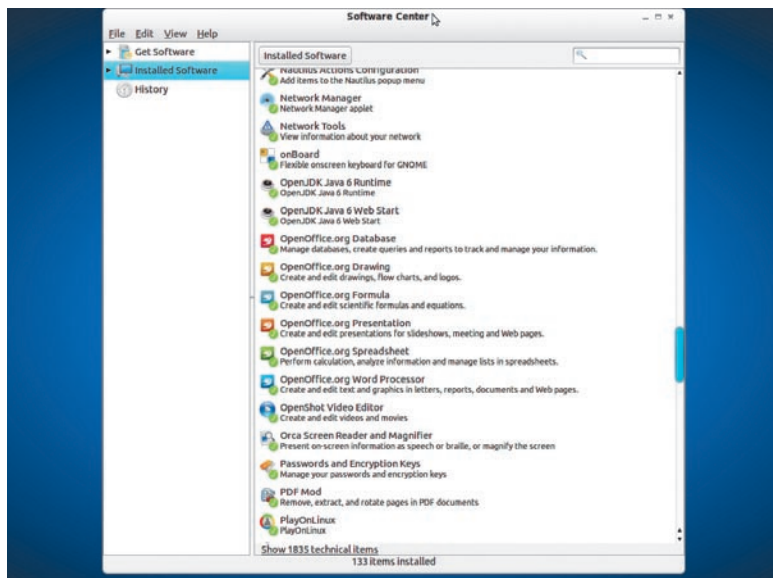 Software Center
File Edit View Help
Get Software
Installed Software
History
Installed Software
Nautilus Actions Configuration
Add items to the Nautilus popup menu
Network Manager
Network Manager applet
Network Tools
View information about your network
onBoard
Flexible onscreen keyboard for GNOME
OpenJDK Java 6 Runtime
OpenJDK Java 6 Runtime
OpenJDK Java 6 Web Start
OpenJDK Java 6 Web Start
OpenOffice.org Database
Manage databases, create queries and reports to track and manage your information.
OpenOffice.org Drawing
Create and edit drawings, flow charts, and logos.
OpenOffice.org Formula
Create and edit scientific formulas and equations.
OpenOffice.org Presentation
Create and edit presentations for slideshows, meeting and Web pages.
OpenOffice.org Spreadsheet
Perform calculation, analyze information and manage lists in spreadsheets.
OpenOffice.org Word Processor
Create and edit text and graphics in letters, reports, documents and Web pages.
OpenShot Video Editor
Create and edit videos and movies
Orca Screen Reader and Magnifier
Present on-screen information as speech or braille, or magnify the screen
Passwords and Encryption Keys
Manage your passwords and encryption keys
PDF Mod
Remove, extract, and rotate pages in PDF documents
PlayOnLinux
PlayOnLinux
Show 1835 technical items
133 items installed